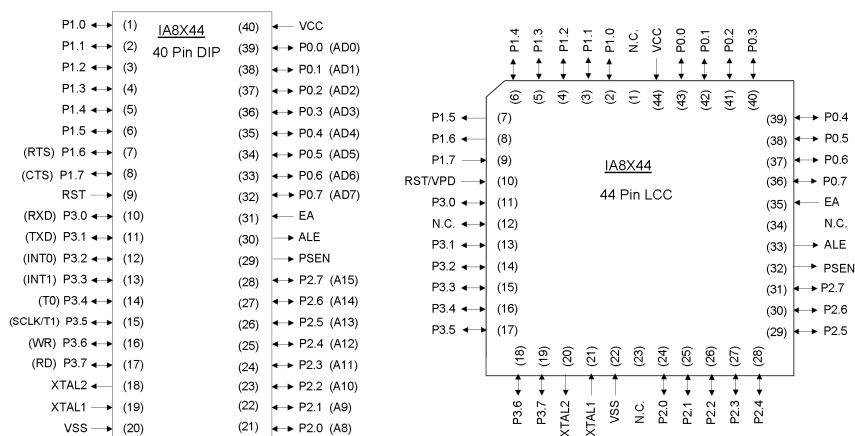 IA8X44
40 Pin DIP
P1.0 (1)
P1.1 (2)
P1.2 (3)
P1.3 (4)
P1.4 (5)
P1.5 (6)
(RTS) P1.6 (7)
(CTS) P1.7 (8)
RST (9)
(RXD) P3.0 (10)
(TXD) P3.1 (11)
(INT0) P3.2 (12)
(INT1) P3.3 (13)
(T0) P3.4 (14)
(SCLK/T1) P3.5 (15)
(WR) P3.6 (16)
(RD) P3.7 (17)
XTAL2 (18)
XTAL1 (19)
VSS (20)
(40) VCC
(39) P0.0 (AD0)
(38) P0.1 (AD1)
(37) P0.2 (AD2)
(36) P0.3 (AD3)
(35) P0.4 (AD4)
(34) P0.5 (AD5)
(33) P0.6 (AD6)
(32) P0.7 (AD7)
(31) EA
(30) ALE
(29) PSEN
(28) P2.7 (A15)
(27) P2.6 (A14)
(26) P2.5 (A13)
(25) P2.4 (A12)
(24) P2.3 (A11)
(23) P2.2 (A10)
(22) P2.1 (A9)
(21) P2.0 (A8)
P1.4 P1.3 P1.2 P1.1 P1.0 N.C. VCC P0.0 P0.1 P0.2 P0.3
(6) (5) (4) (3) (2) (1) (44) (43) (42) (41) (40)
IA8X44
44 Pin LCC
P1.5 (7)
P1.6 (8)
P1.7 (9)
RST/VPD (10)
P3.0 (11)
N.C. (12)
P3.1 (13)
P3.2 (14)
P3.3 (15)
P3.4 (16)
P3.5 (17)
(39) P0.4
(38) P0.5
(37) P0.6
(36) P0.7
(35) EA
(34) N.C.
(33) ALE
(32) PSEN
(31) P2.7
(30) P2.6
(29) P2.5
(18) (19) (20) (21) (22) (23) (24) (25) (26) (27) (28)
P3.6 P3.7 XTAL2 XTAL1 VSS N.C. P2.0 P2.1 P2.2 P2.3 P2.4